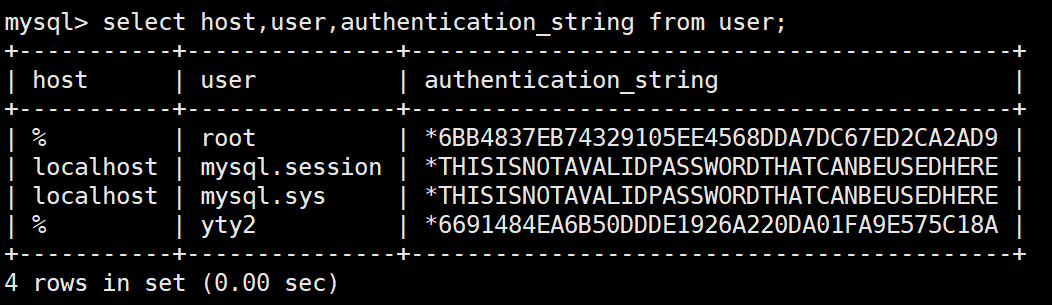 mysql> select host,user,authentication_string from user;
+-----------+---------------+-------------------------------------------+
| host      | user          | authentication_string                     |
+-----------+---------------+-------------------------------------------+
| %         | root          | *6BB4837EB74329105EE4568DDA7DC67ED2CA2AD9 |
| localhost | mysql.session | *THISISNOTAVALIDPASSWORDTHATCANBEUSEDHERE |
| localhost | mysql.sys     | *THISISNOTAVALIDPASSWORDTHATCANBEUSEDHERE |
| %         | yty2          | *6691484EA6B50DDDE1926A220DA01FA9E575C18A |
+-----------+---------------+-------------------------------------------+
4 rows in set (0.00 sec)